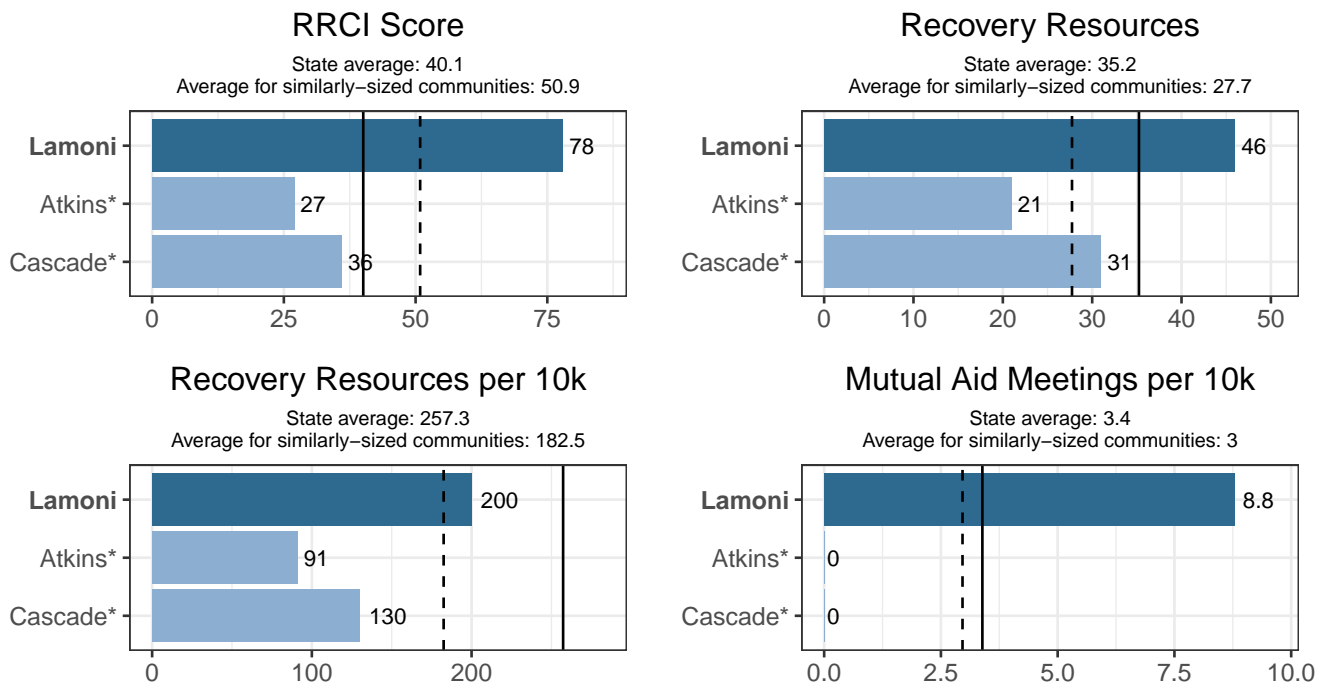 RRCI Score
State average: 40.1
Average for similarly−sized communities: 50.9
Lamoni
78
Atkins*
27
Cascade*
36
0 25 50 75
Recovery Resources
State average: 35.2
Average for similarly−sized communities: 27.7
Lamoni
46
Atkins*
21
Cascade*
31
0 10 20 30 40 50
Recovery Resources per 10k
State average: 257.3
Average for similarly−sized communities: 182.5
Lamoni
200
Atkins*
91
Cascade*
130
0 100 200
Mutual Aid Meetings per 10k
State average: 3.4
Average for similarly−sized communities: 3
Lamoni
8.8
Atkins*
0
Cascade*
0
0.0 2.5 5.0 7.5 10.0